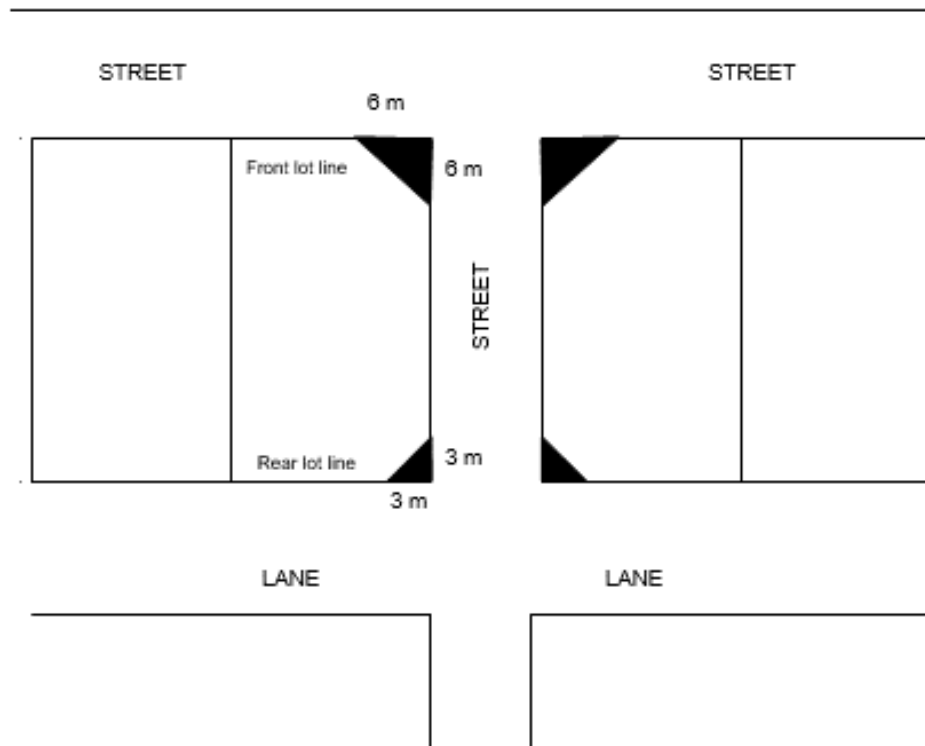 STREET
STREET
6 m
Front lot line
6 m
STREET
Rear lot line
3 m
3 m
LANE
LANE